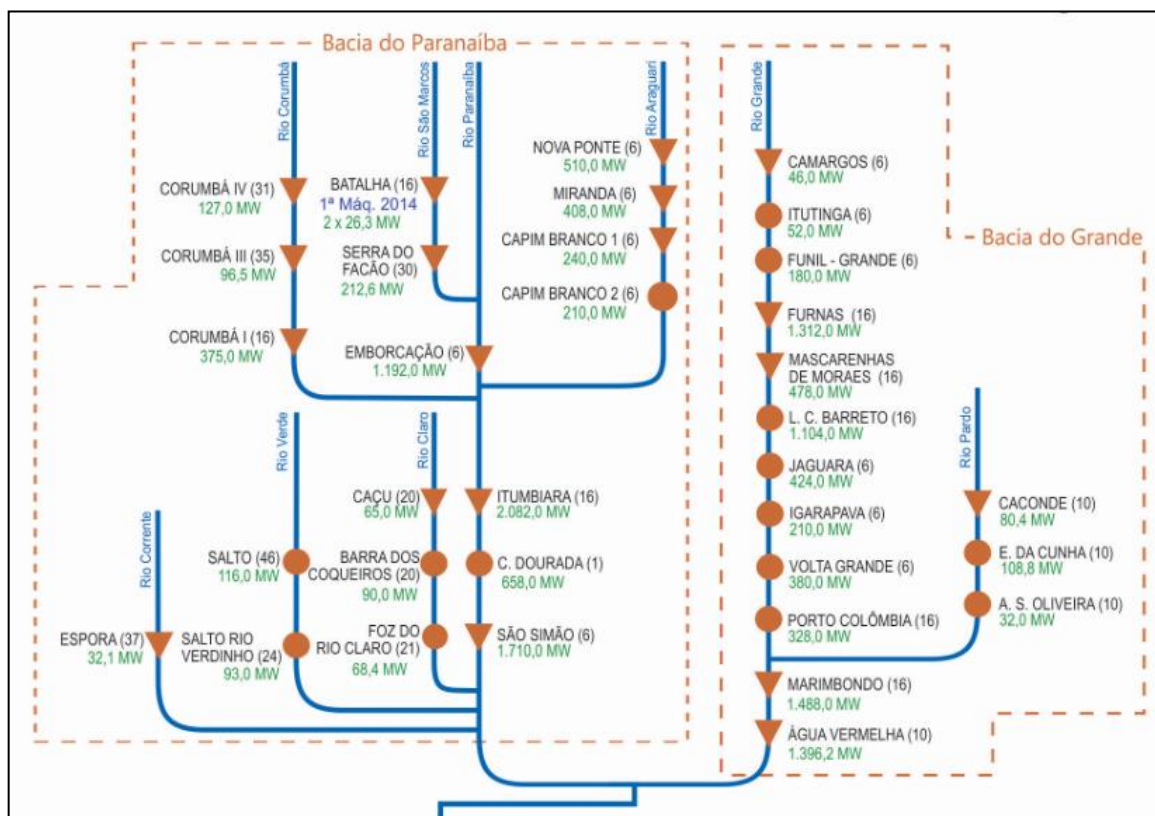 Bacia do Paranaíba
Rio Corumbá
Rio São Marcos
Rio Paranaíba
Rio Araguari
CORUMBÁ IV (31)
127,0 MW
CORUMBÁ III (35)
96,5 MW
CORUMBÁ I (16)
375,0 MW
BATALHA (16)
1ª Máq. 2014
2 x 26,3 MW
SERRA DO
FACÃO (30)
212,6 MW
EMBORCAÇÃO (6)
1.192,0 MW
NOVA PONTE (6)
510,0 MW
MIRANDA (6)
408,0 MW
CAPIM BRANCO 1 (6)
240,0 MW
CAPIM BRANCO 2 (6)
210,0 MW
Rio Corrente
Rio Verde
Rio Claro
ESPORA (37)
32,1 MW
SALTO (46)
116,0 MW
SALTO RIO
VERDINHO (24)
93,0 MW
CAÇU (20)
65,0 MW
BARRA DOS
COQUEIROS (20)
90,0 MW
FOZ DO
RIO CLARO (21)
68,4 MW
ITUMBIARA (16)
2.082,0 MW
C. DOURADA (1)
658,0 MW
SÃO SIMÃO (6)
1.710,0 MW
Bacia do Grande
Rio Grande
CAMARGOS (6)
46,0 MW
ITUTINGA (6)
52,0 MW
FUNIL - GRANDE (6)
180,0 MW
FURNAS (16)
1.312,0 MW
MASCARENHAS
DE MORAES (16)
478,0 MW
L. C. BARRETO (16)
1.104,0 MW
JAGUARA (6)
424,0 MW
IGARAPAVA (6)
210,0 MW
VOLTA GRANDE (6)
380,0 MW
PORTO COLÔMBIA (16)
328,0 MW
Rio Pardo
CACONDE (10)
80,4 MW
E. DA CUNHA (10)
108,8 MW
A. S. OLIVEIRA (10)
32,0 MW
MARIMBONDO (16)
1.488,0 MW
ÁGUA VERMELHA (10)
1.396,2 MW